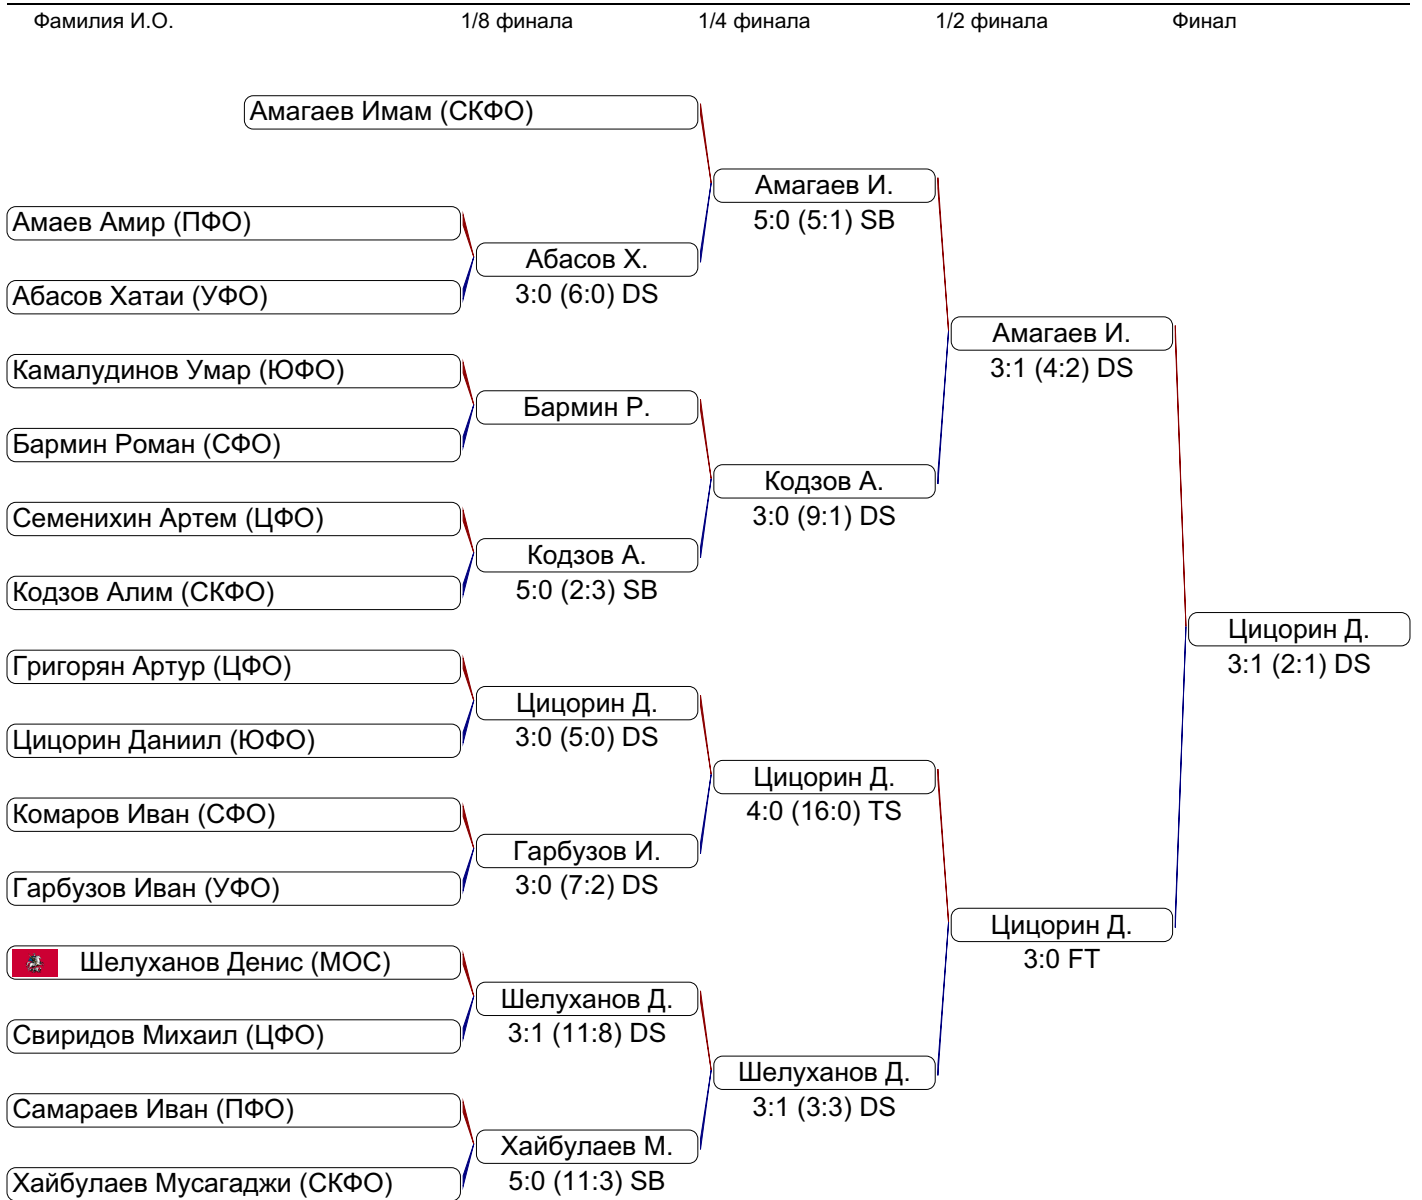 Фамилия И.О. 1/8 финала 1/4 финала 1/2 финала Финал
Амагаев Имам (СКФО)
Амагаев И.
5:0 (5:1) SB
Амаев Амир (ПФО)
Абасов Х.
3:0 (6:0) DS
Абасов Хатаи (УФО)
Амагаев И.
3:1 (4:2) DS
Камалудинов Умар (ЮФО)
Бармин Р.
Бармин Роман (СФО)
Кодзов А.
3:0 (9:1) DS
Семенихин Артем (ЦФО)
Кодзов А.
5:0 (2:3) SB
Кодзов Алим (СКФО)
Цицорин Д.
3:1 (2:1) DS
Григорян Артур (ЦФО)
Цицорин Д.
3:0 (5:0) DS
Цицорин Даниил (ЮФО)
Цицорин Д.
4:0 (16:0) TS
Комаров Иван (СФО)
Гарбузов И.
3:0 (7:2) DS
Гарбузов Иван (УФО)
Цицорин Д.
3:0 FT
Шелуханов Денис (МОС)
Шелуханов Д.
3:1 (11:8) DS
Свиридов Михаил (ЦФО)
Шелуханов Д.
3:1 (3:3) DS
Самараев Иван (ПФО)
Хайбулаев М.
5:0 (11:3) SB
Хайбулаев Мусагаджи (СКФО)